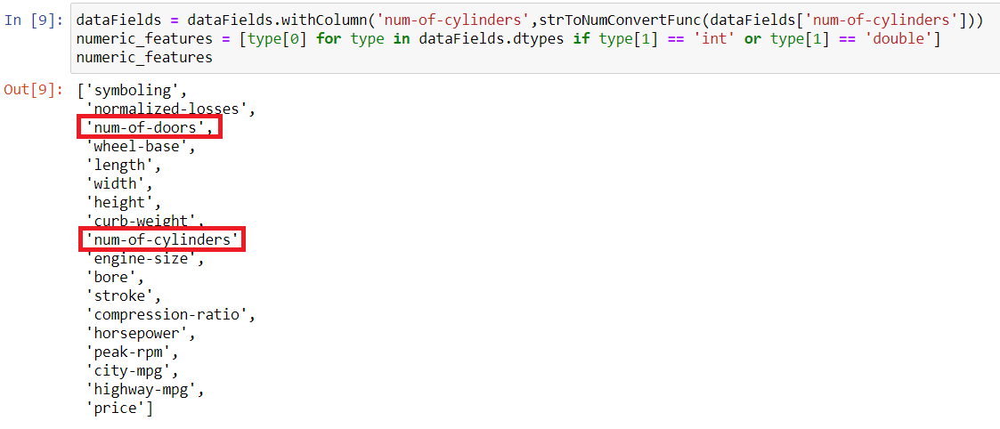 In [9]: dataFields = dataFields.withColumn('num-of-cylinders',strToNumConvertFunc(dataFields['num-of-cylinders']))
numeric_features = [type[0] for type in dataFields.dtypes if type[1] == 'int' or type[1] == 'double']
numeric_features
Out[9]: ['symboling',
'normalized-losses',
'num-of-doors',
'wheel-base',
'length',
'width',
'height',
'curb-weight',
'num-of-cylinders'
'engine-size',
'bore',
'stroke',
'compression-ratio',
'horsepower',
'peak-rpm',
'city-mpg',
'highway-mpg',
'price']